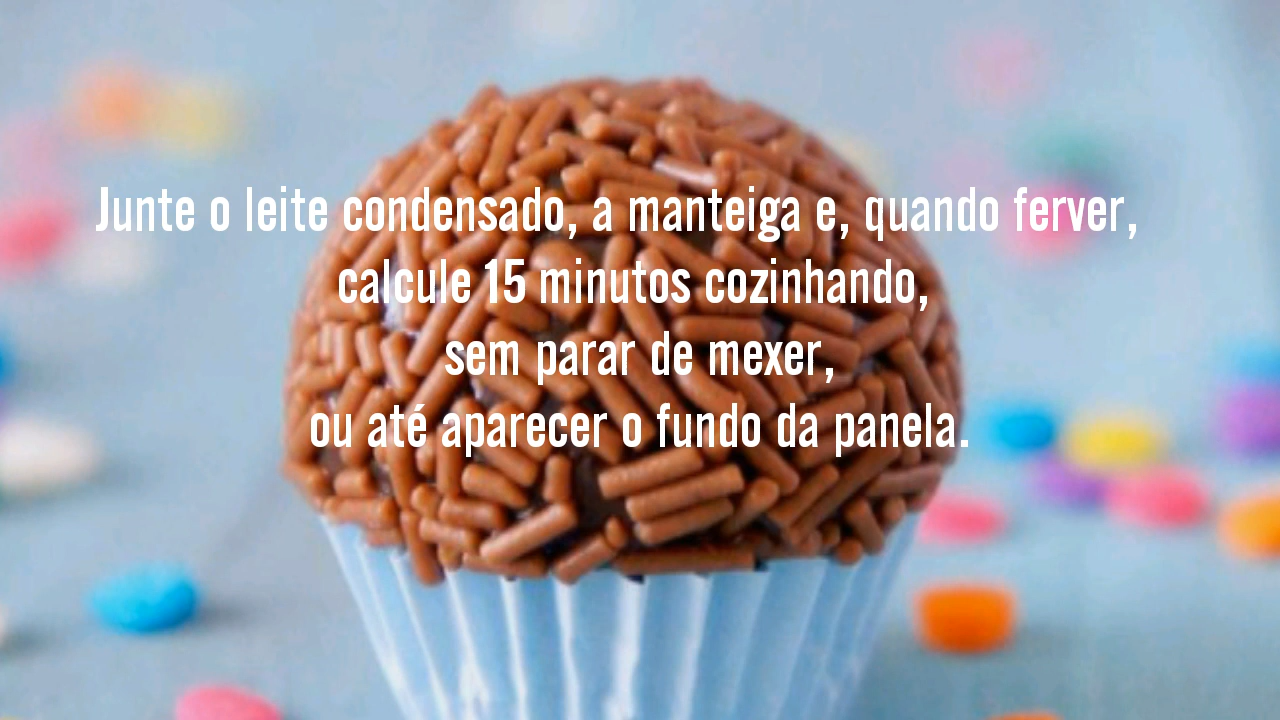 Junte o leite condensado, a manteiga e, quando ferver,
calcule 15 minutos cozinhando,
sem parar de mexer,
ou até aparecer o fundo da panela.